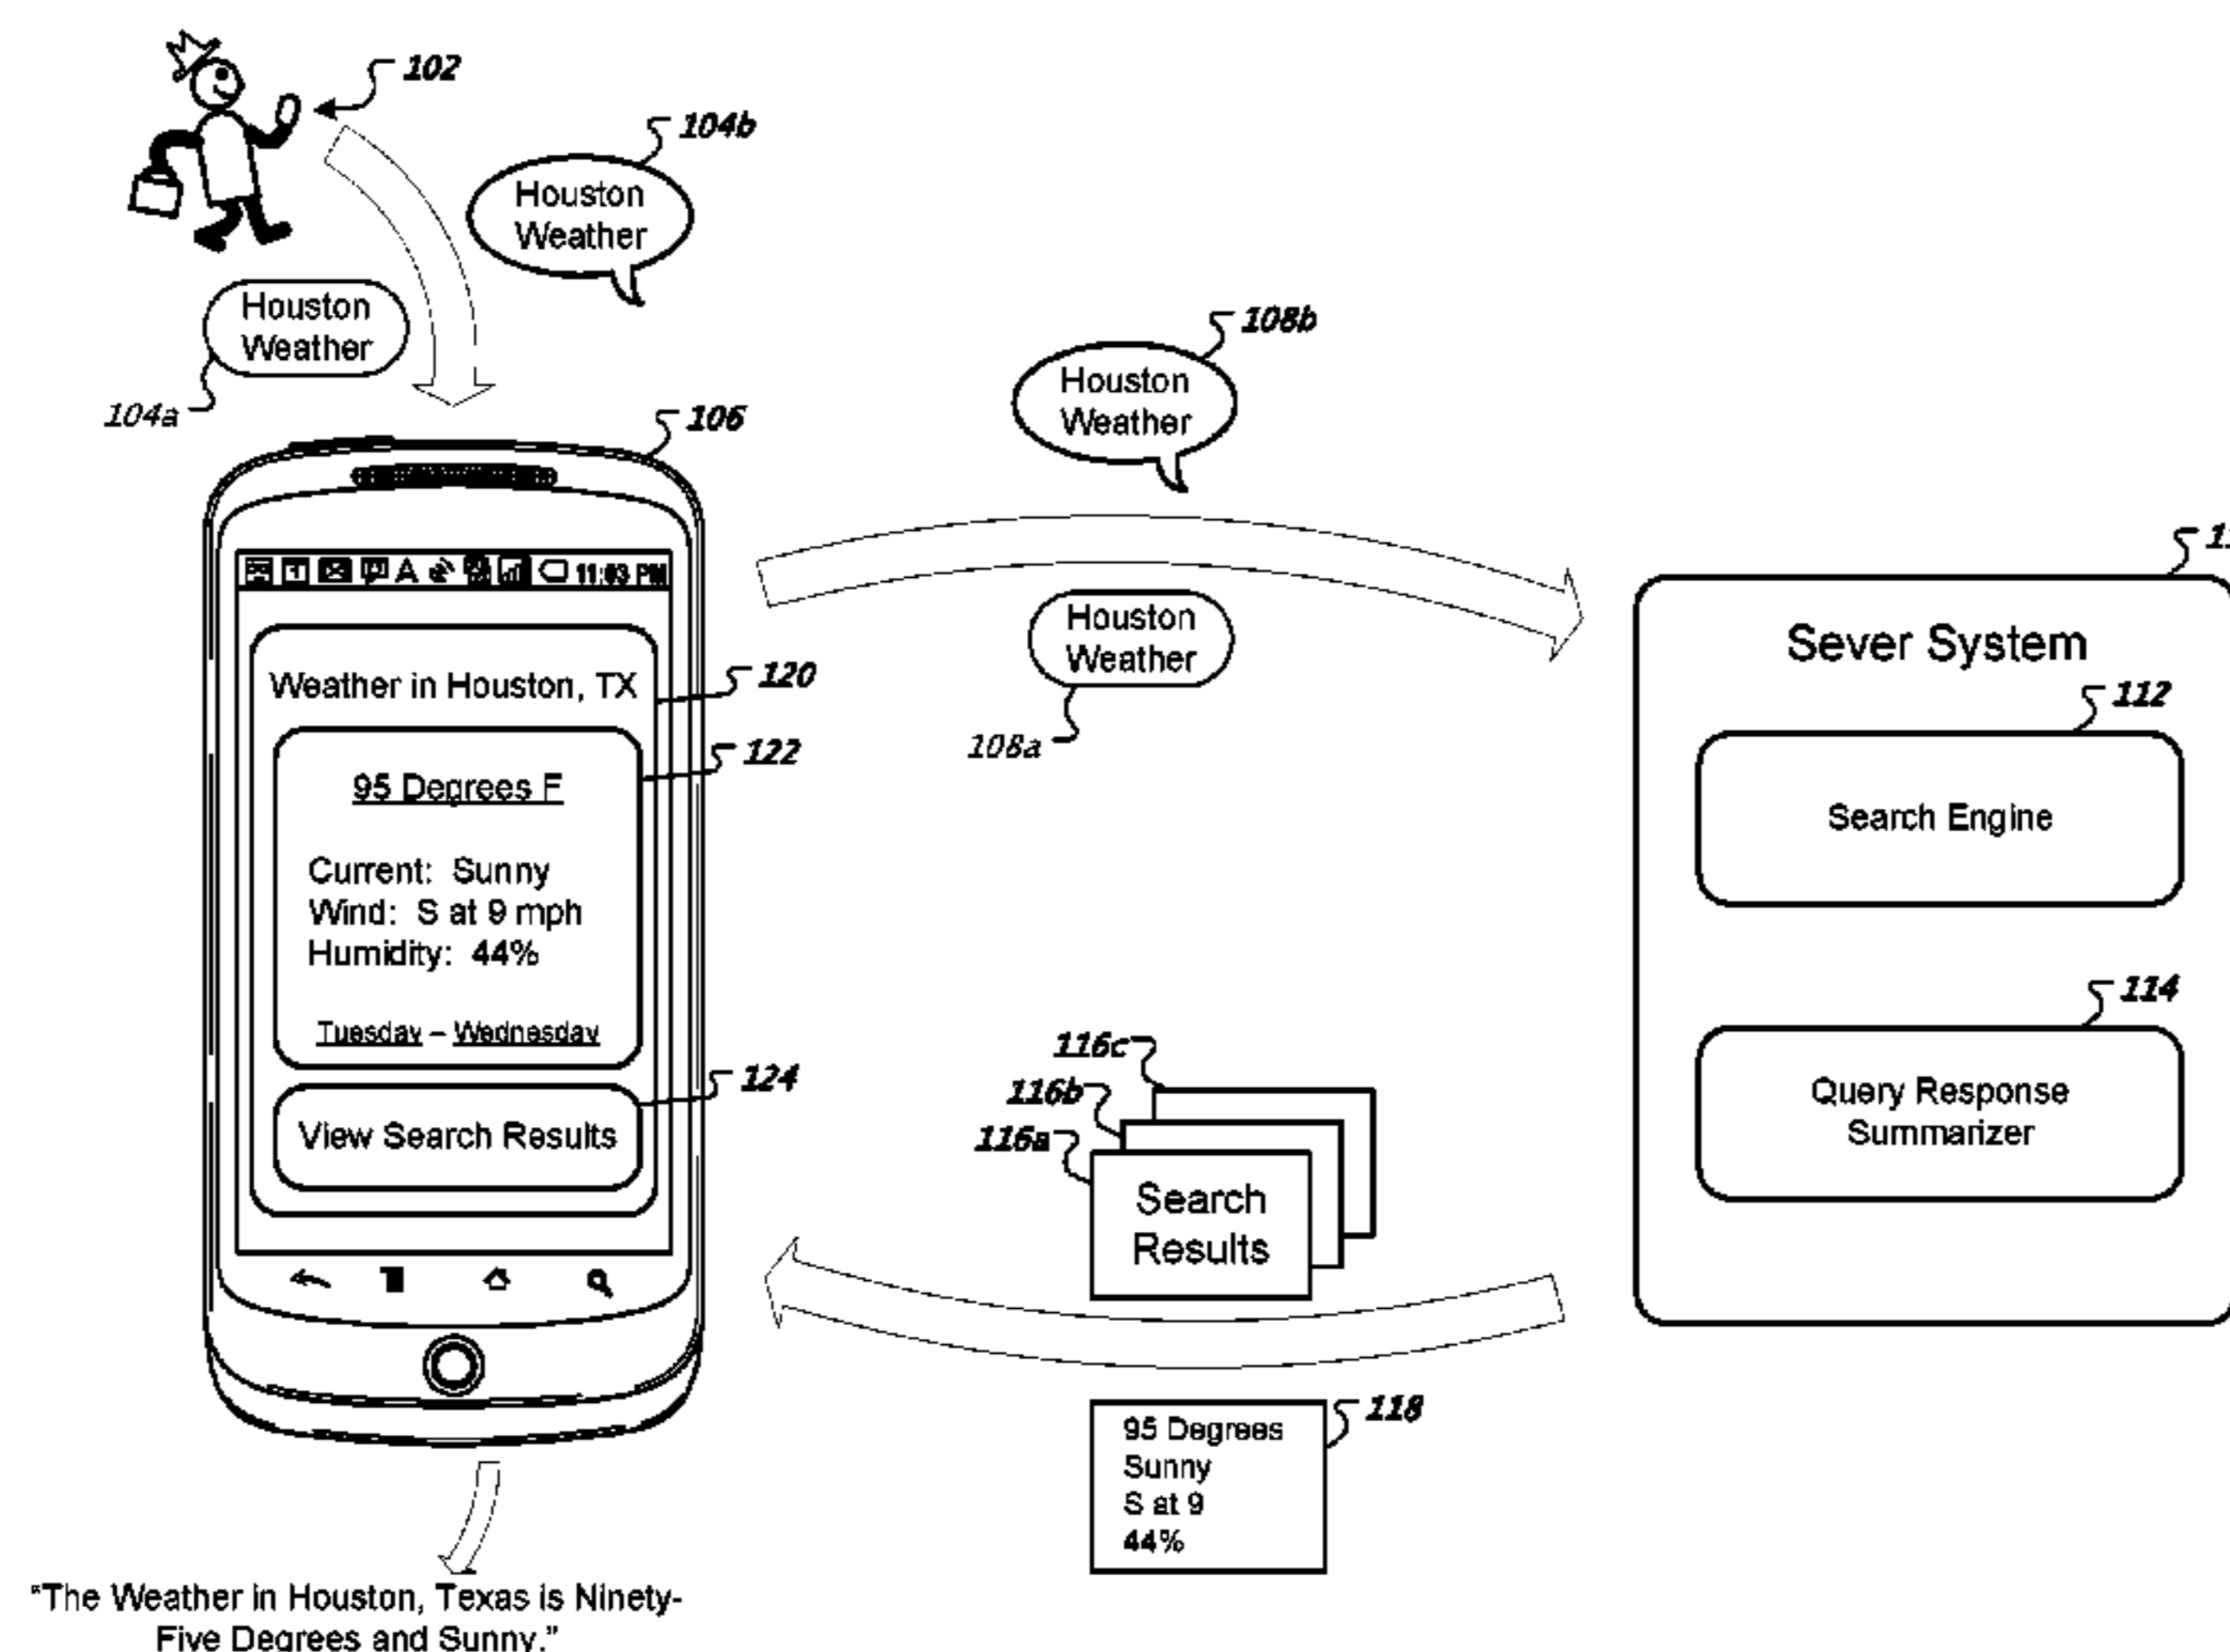 102
104b
Houston
Weather
Houston
Weather
104a
106
108b
Houston
Weather
11:03 PM
Houston
Weather
108a
Weather in Houston, TX
120
122
95 Degrees F
Current: Sunny
Wind: S at 9 mph
Humidity: 44%
Tuesday – Wednesday
124
View Search Results
Sever System
112
Search Engine
114
Query Response
Summarizer
116c
116b
116a
Search
Results
118
95 Degrees
Sunny
S at 9
44%
"The Weather in Houston, Texas is Ninety-
Five Degrees and Sunny."